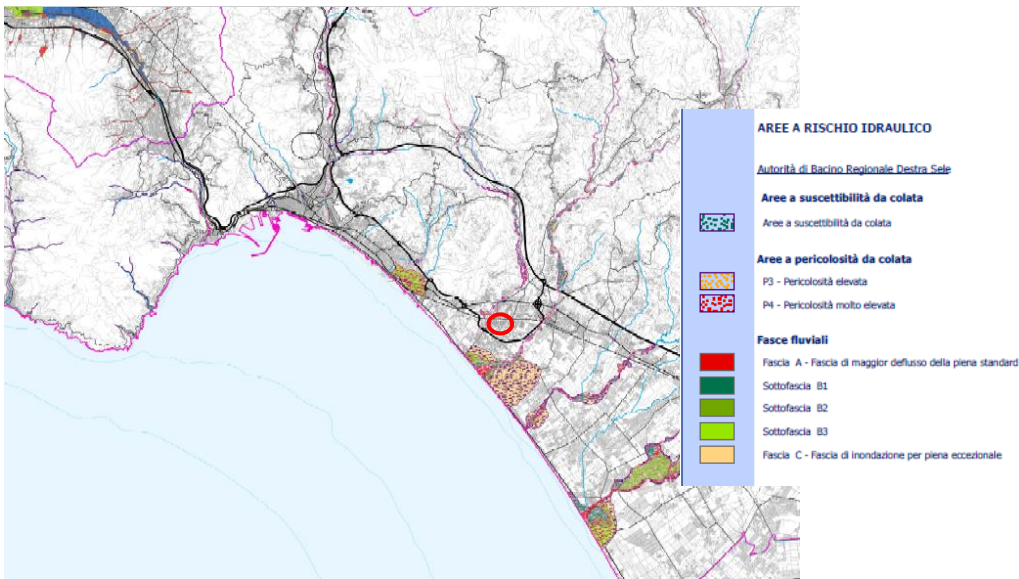 AREE A RISCHIO IDRAULICO
Autorità di Bacino Regionale Destra Sele
Aree a suscettibilità da colata
Aree a suscettibilità da colata
Aree a pericolosità da colata
P3 - Pericolosità elevata
P4 - Pericolosità molto elevata
Fasce fluviali
Fascia A - Fascia di maggior deflusso della piena standard
Sottofascia B1
Sottofascia B2
Sottofascia B3
Fascia C - Fascia di inondazione per piena eccezionale